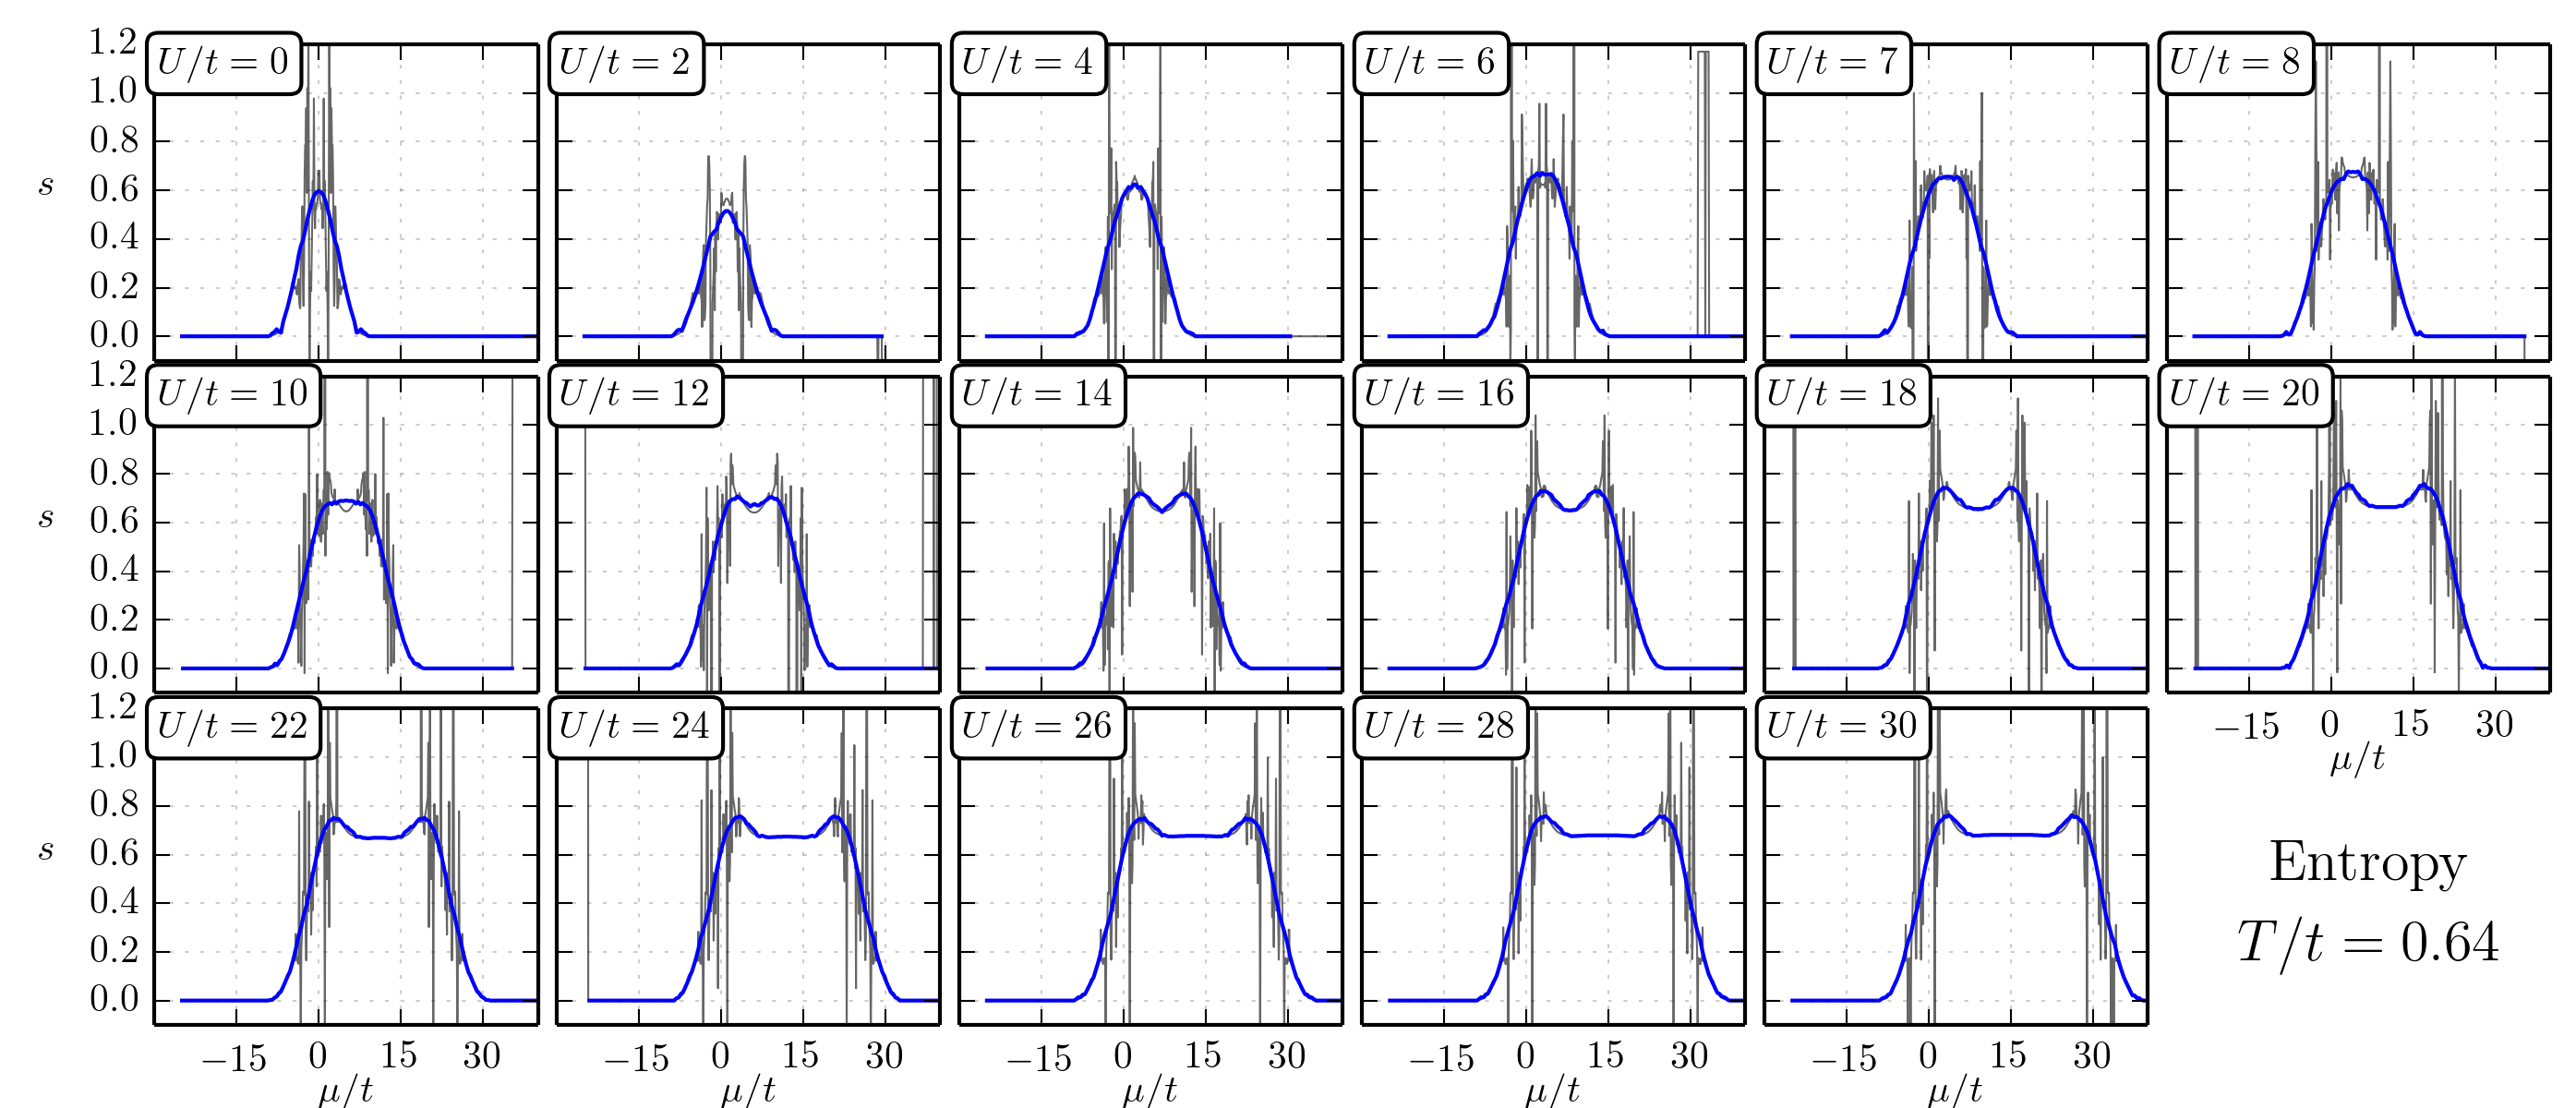 U/t = 0 U/t = 2 U/t = 4 U/t = 6 U/t = 7 U/t = 8
1.2
1.0
0.8
0.6
0.4
0.2
0.0
s
U/t = 10 U/t = 12 U/t = 14 U/t = 16 U/t = 18 U/t = 20
1.2
1.0
0.8
0.6
0.4
0.2
0.0
s
−15 0 15 30
μ/t
U/t = 22 U/t = 24 U/t = 26 U/t = 28 U/t = 30
1.2
1.0
0.8
0.6
0.4
0.2
0.0
s
Entropy
T/t = 0.64
−15 0 15 30 −15 0 15 30 −15 0 15 30 −15 0 15 30 −15 0 15 30
μ/t μ/t μ/t μ/t μ/t